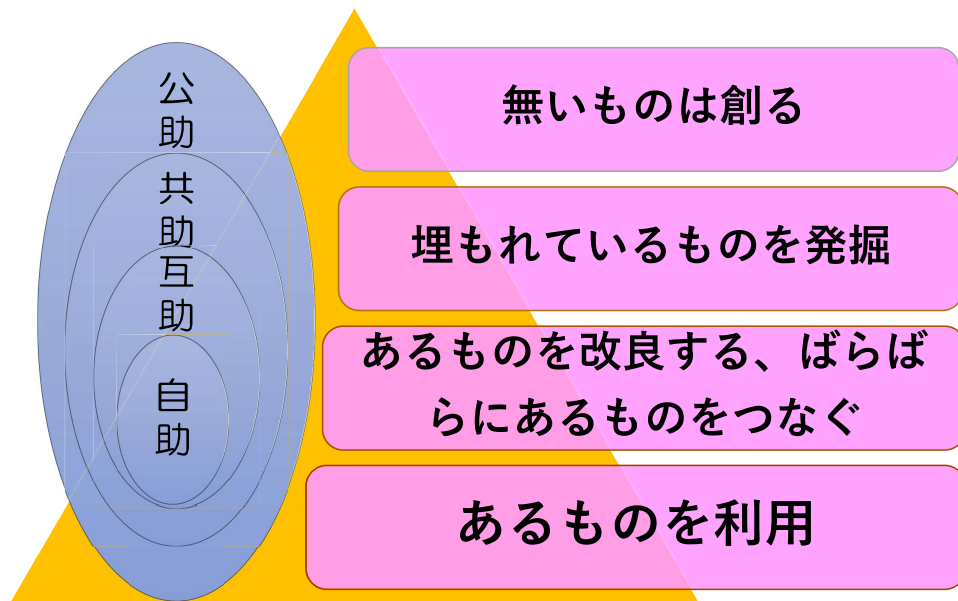 公助
共助
互助
自助
無いものは創る
埋もれているものを発掘
あるものを改良する、ばらば
らにあるものをつなぐ
あるものを利用